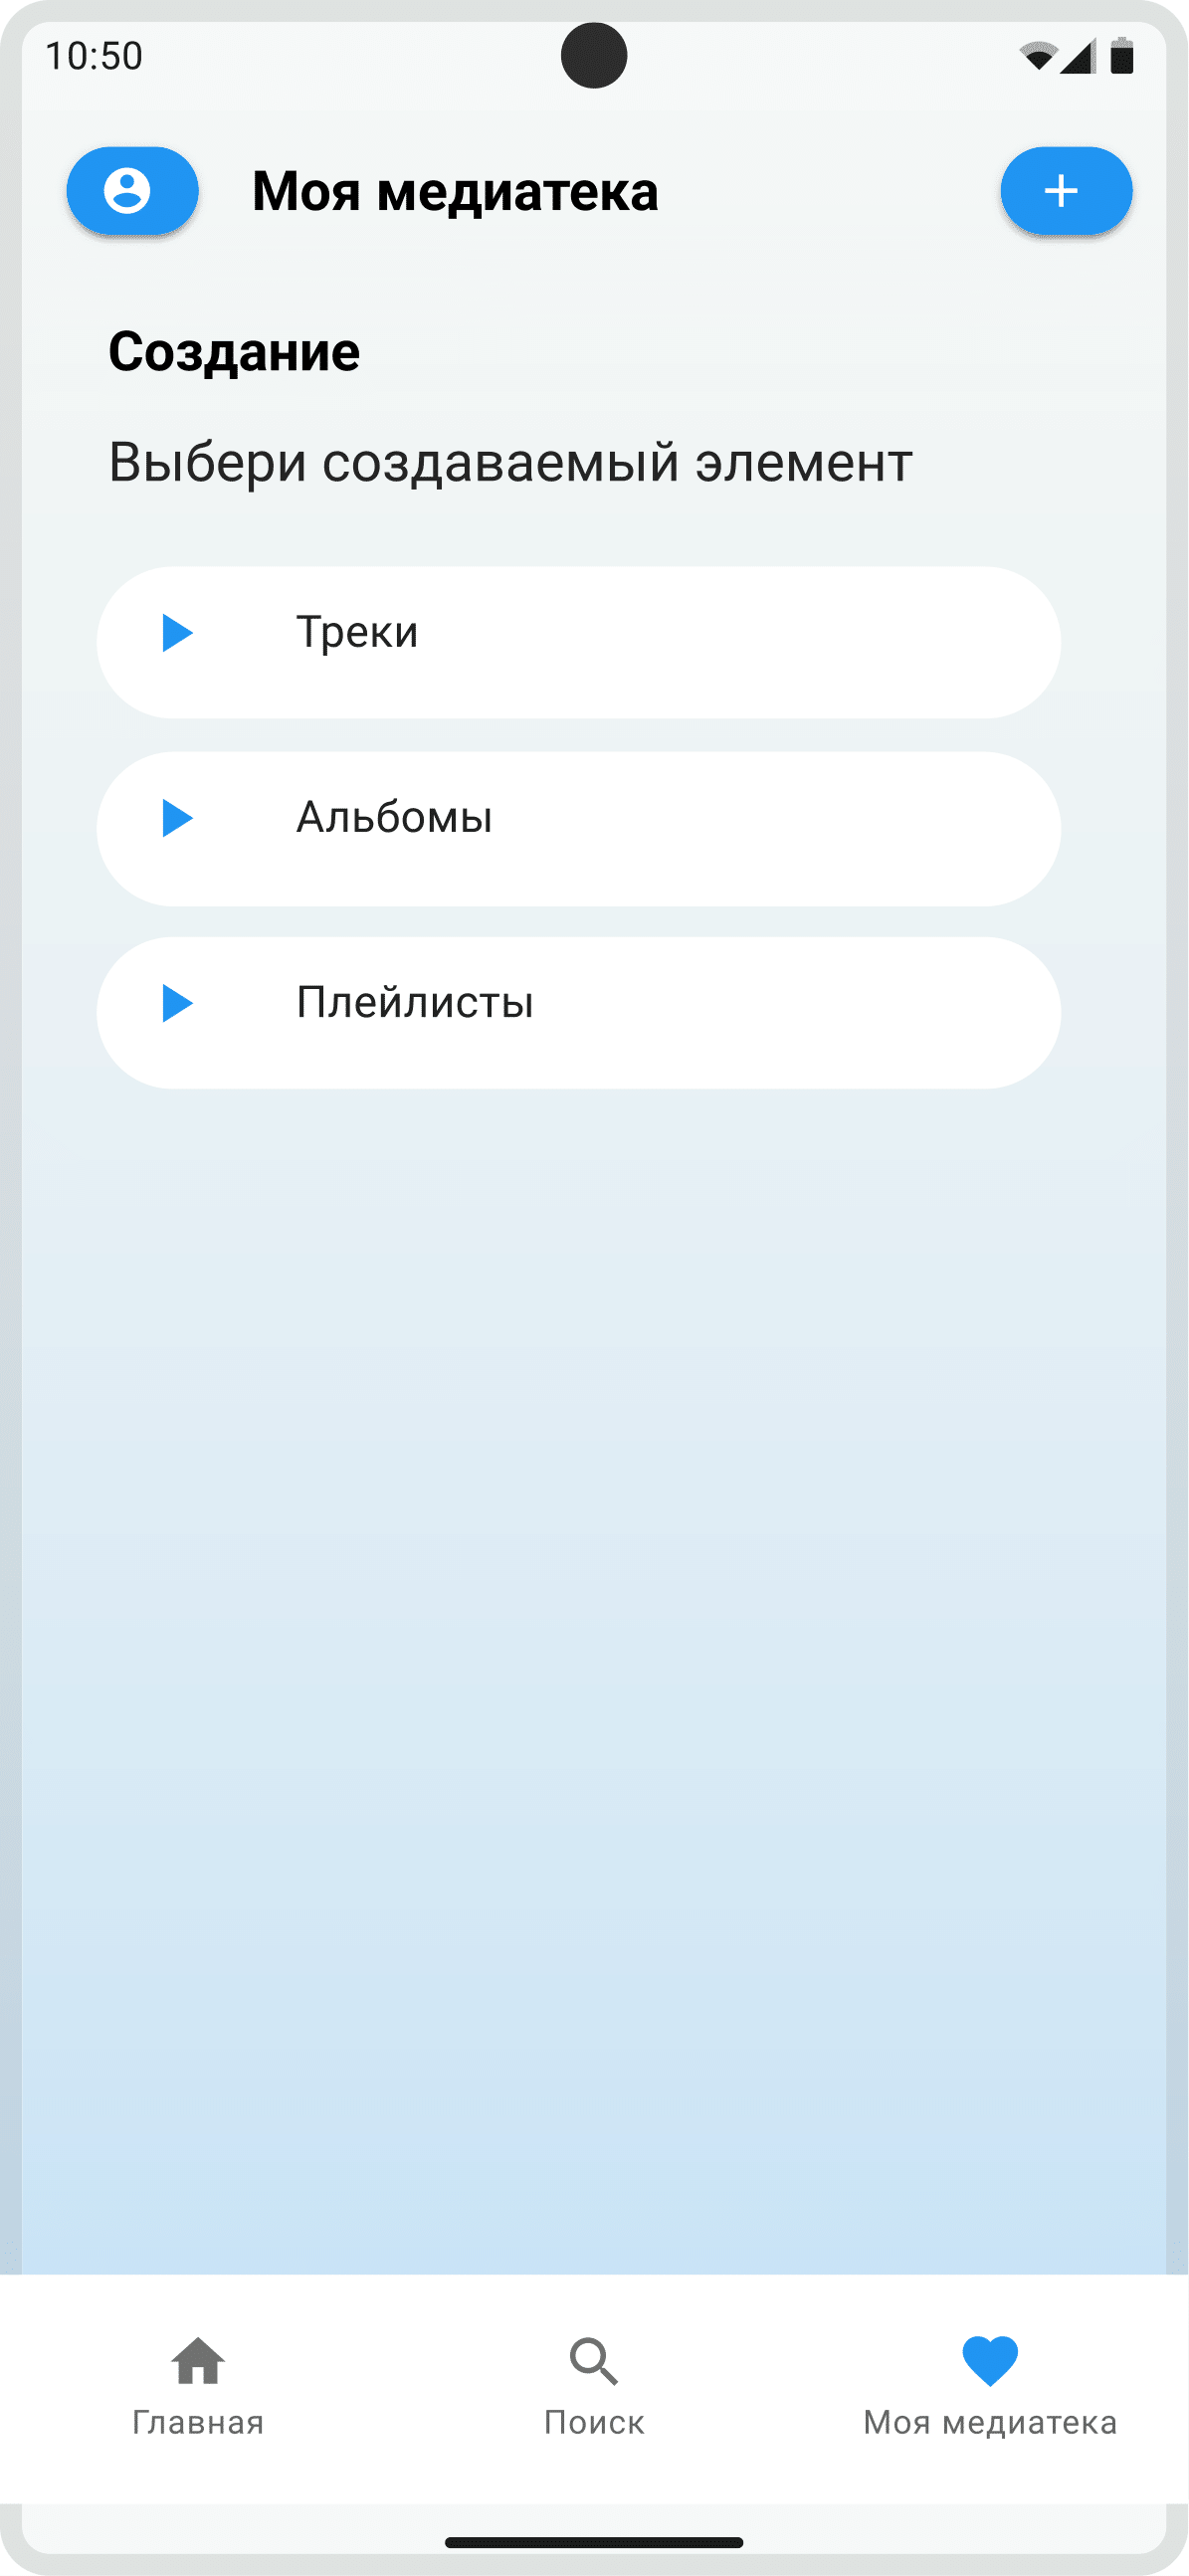 10:50
Моя медиатека
Создание
Выбери создаваемый элемент
Треки
Альбомы
Плейлисты
Главная
Поиск
Моя медиатека